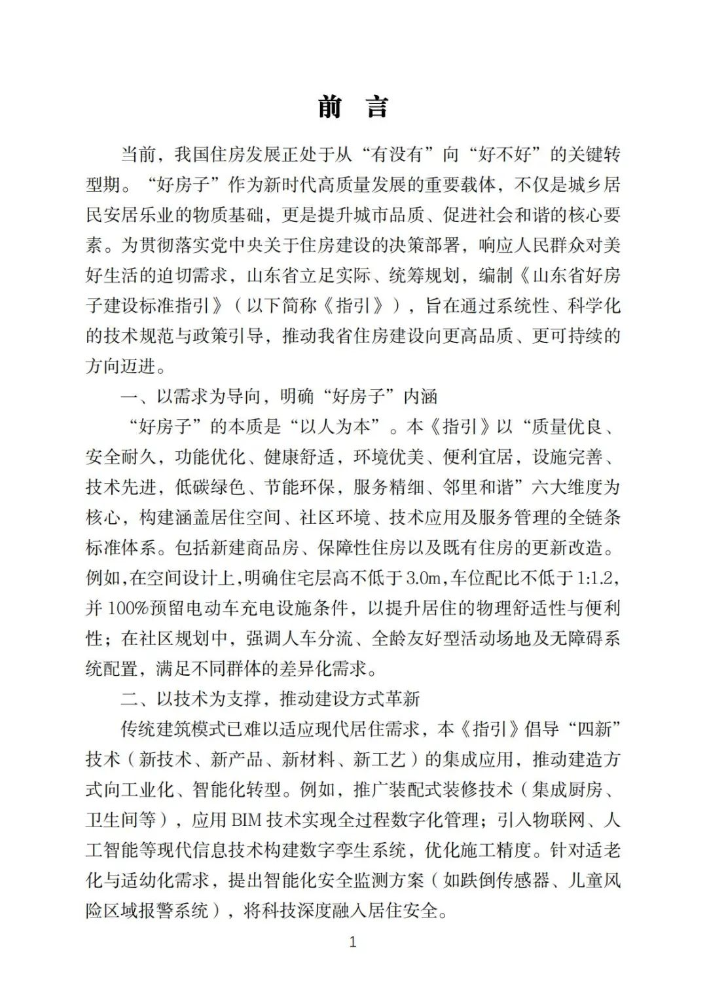 前 言
当前，我国住房发展正处于从“有没有”向“好不好”的关键转
型期。“好房子”作为新时代高质量发展的重要载体，不仅是城乡居
民安居乐业的物质基础，更是提升城市品质、促进社会和谐的核心要
素。为贯彻落实党中央关于住房建设的决策部署，响应人民群众对美
好生活的迫切需求，山东省立足实际、统筹规划，编制《山东省好房
子建设标准指引》（以下简称《指引》），旨在通过系统性、科学化
的技术规范与政策引导，推动我省住房建设向更高品质、更可持续的
方向迈进。
一、以需求为导向，明确“好房子”内涵
“好房子”的本质是“以人为本”。本《指引》以“质量优良、
安全耐久，功能优化、健康舒适，环境优美、便利宜居，设施完善、
技术先进，低碳绿色、节能环保，服务精细、邻里和谐”六大维度为
核心，构建涵盖居住空间、社区环境、技术应用及服务管理的全链条
标准体系。包括新建商品房、保障性住房以及既有住房的更新改造。
例如，在空间设计上，明确住宅层高不低于3.0m，车位配比不低于1:1.2，
并100%预留电动车充电设施条件，以提升居住的物理舒适性与便利
性；在社区规划中，强调人车分流、全龄友好型活动场地及无障碍系
统配置，满足不同群体的差异化需求。
二、以技术为支撑，推动建设方式革新
传统建筑模式已难以适应现代居住需求，本《指引》倡导“四新”
技术（新技术、新产品、新材料、新工艺）的集成应用，推动建造方
式向工业化、智能化转型。例如，推广装配式装修技术（集成厨房、
卫生间等），应用BIM技术实现全过程数字化管理；引入物联网、人
工智能等现代信息技术构建数字孪生系统，优化施工精度。针对适老
化与适幼化需求，提出智能化安全监测方案（如跌倒传感器、儿童风
险区域报警系统），将科技深度融入居住安全。
1